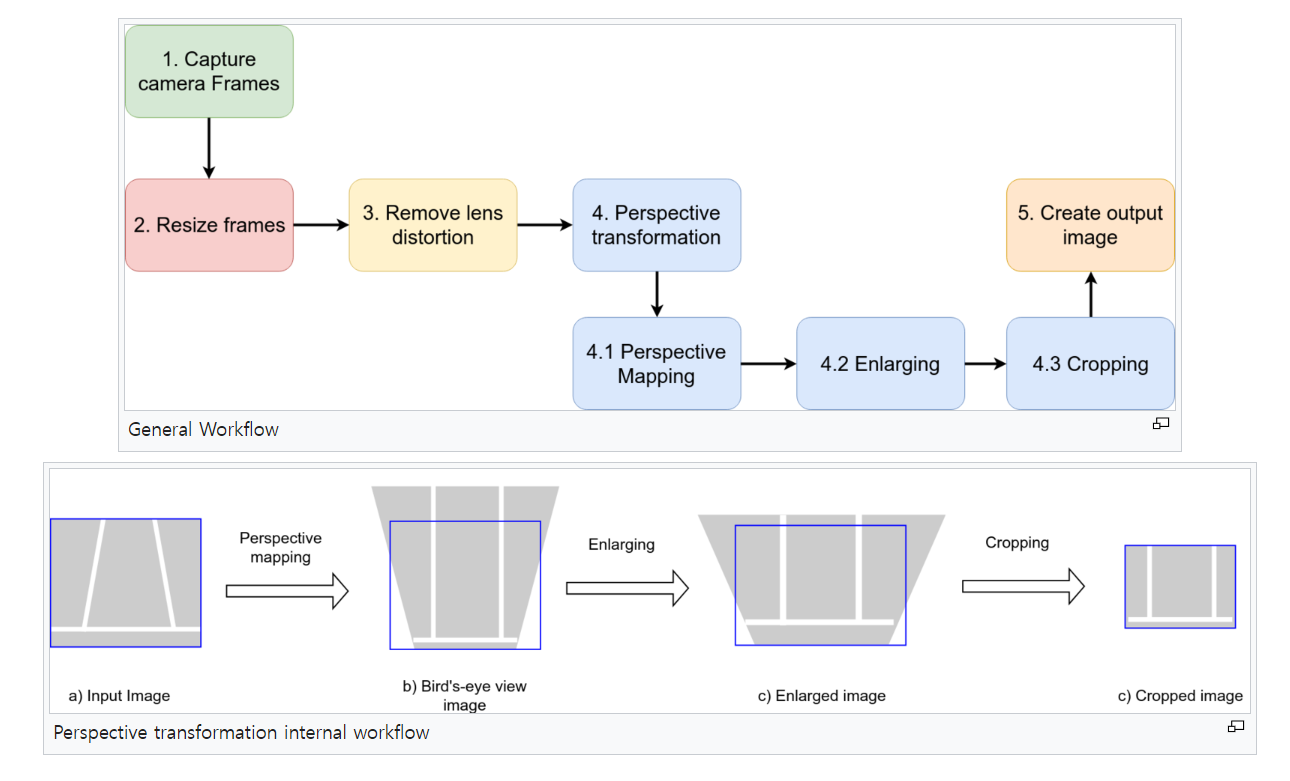 1. Capture
camera Frames
2. Resize frames
3. Remove lens
distortion
4. Perspective
transformation
5. Create output
image
4.1 Perspective
Mapping
4.2 Enlarging
4.3 Cropping
General Workflow
Perspective
mapping
Enlarging
Cropping
a) Input Image
b) Bird's-eye view
image
c) Enlarged image
c) Cropped image
Perspective transformation internal workflow